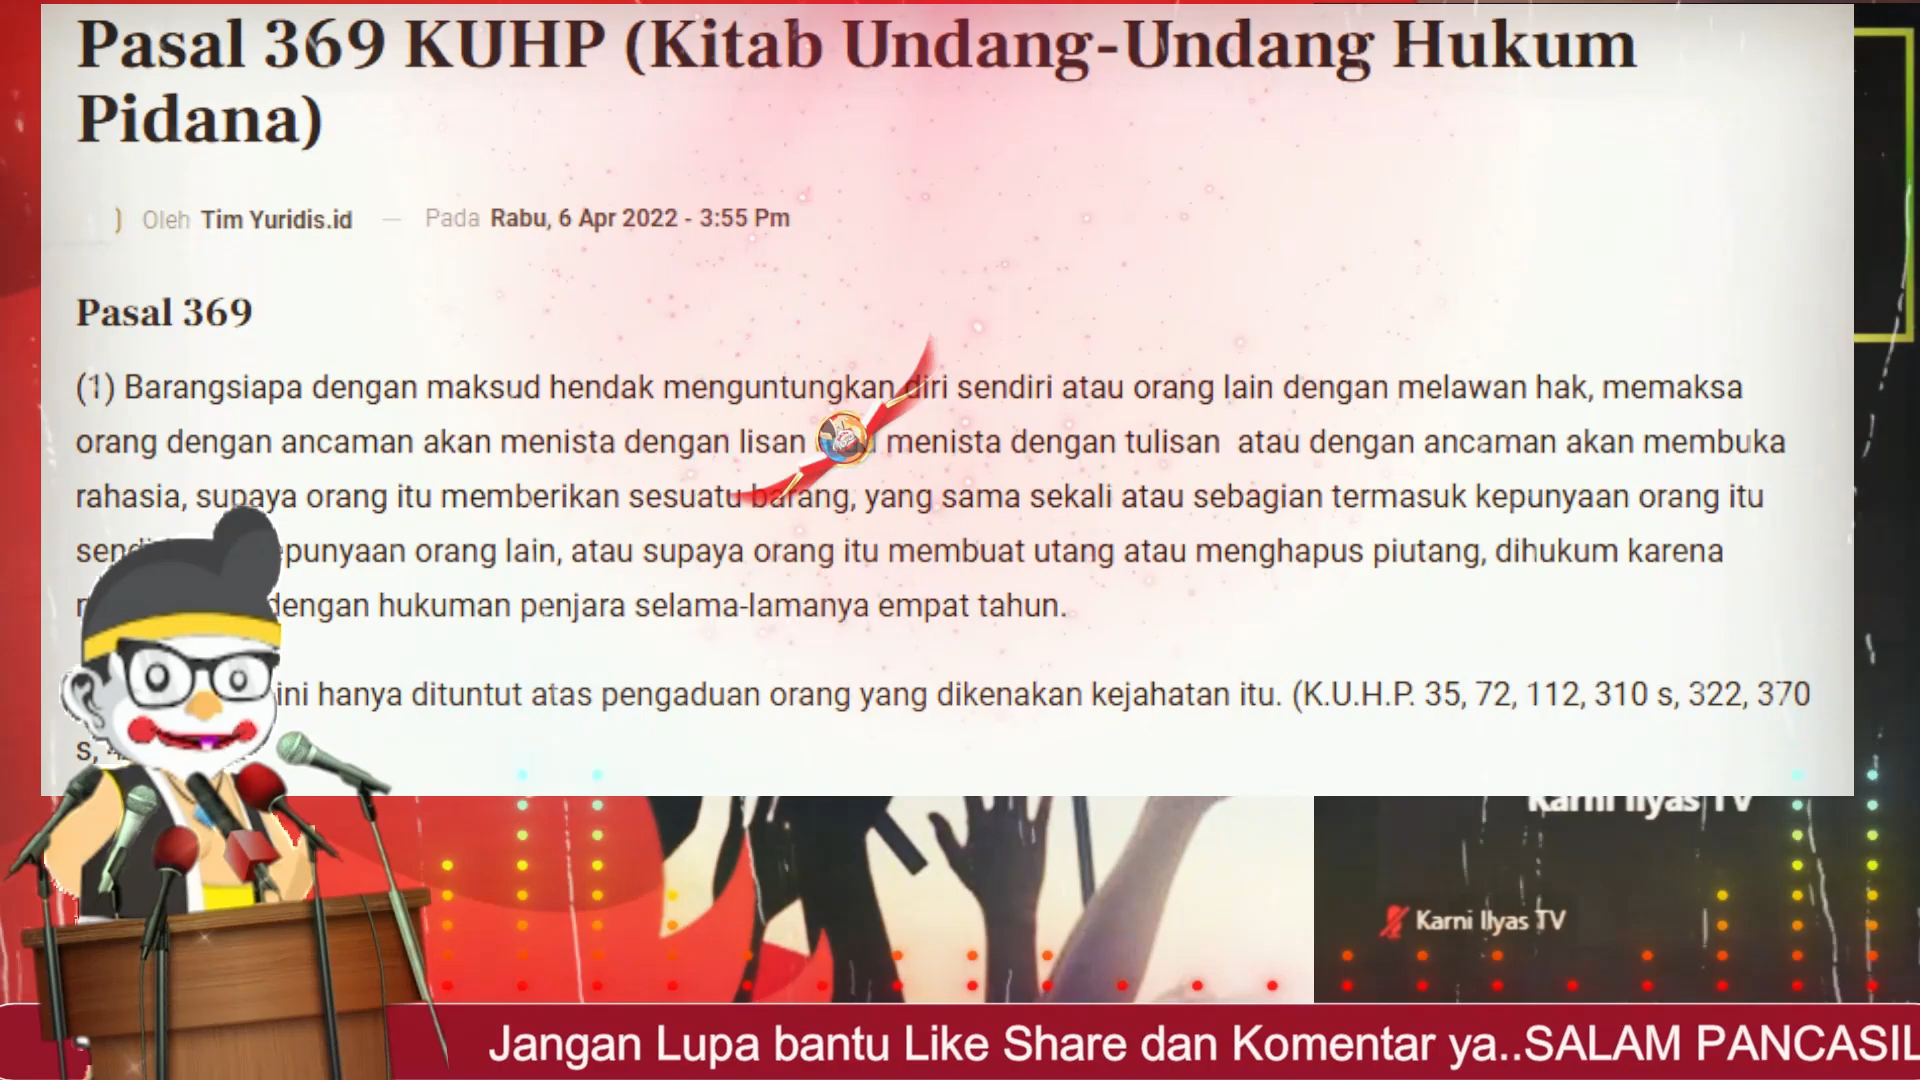 Pasal 369 KUHP (Kitab Undang-Undang Hukum
Pidana)
Oleh Tim Yuridis.id — Pada Rabu, 6 Apr 2022 - 3:55 Pm
Pasal 369
(1) Barangsiapa dengan maksud hendak menguntungkan diri sendiri atau orang lain dengan melawan hak, memaksa
orang dengan ancaman akan menista dengan lisan menista dengan tulisan atau dengan ancaman akan membuka
rahasia, supaya orang itu memberikan sesuatu barang, yang sama sekali atau sebagian termasuk kepunyaan orang itu
kepunyaan orang lain, atau supaya orang itu membuat utang atau menghapus piutang, dihukum karena
dengan hukuman penjara selama-lamanya empat tahun.
ini hanya dituntut atas pengaduan orang yang dikenakan kejahatan itu. (K.U.H.P. 35, 72, 112, 310 s, 322, 370
s,
Karni Ilyas TV
Karni Ilyas TV
Jangan Lupa bantu Like Share dan Komentar ya..SALAM PANCASIL